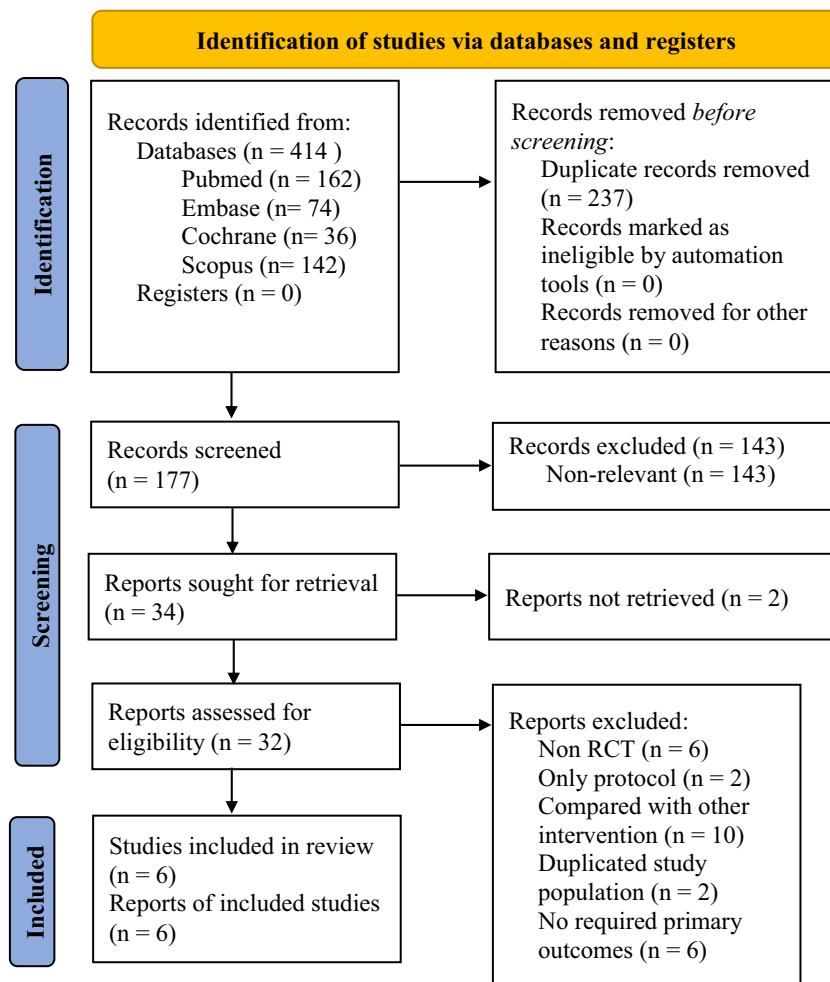 Identification of studies via databases and registers
Identification
Records identified from:
Databases (n = 414 )
Pubmed (n = 162)
Embase (n= 74)
Cochrane (n= 36)
Scopus (n= 142)
Registers (n = 0)
Records removed before
screening:
Duplicate records removed
(n = 237)
Records marked as
ineligible by automation
tools (n = 0)
Records removed for other
reasons (n = 0)
Screening
Records screened
(n = 177)
Records excluded (n = 143)
Non-relevant (n = 143)
Reports sought for retrieval
(n = 34)
Reports not retrieved (n = 2)
Reports assessed for
eligibility (n = 32)
Reports excluded:
Non RCT (n = 6)
Only protocol (n = 2)
Compared with other
intervention (n = 10)
Duplicated study
population (n = 2)
No required primary
outcomes (n = 6)
Included
Studies included in review
(n = 6)
Reports of included studies
(n = 6)